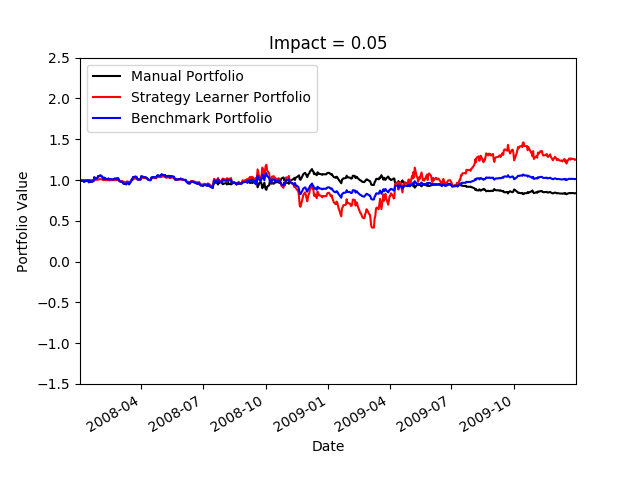 Impact = 0.05
Manual Portfolio
Strategy Learner Portfolio
Benchmark Portfolio
Portfolio Value
2.5
2.0
1.5
1.0
0.5
0.0
−0.5
−1.0
−1.5
2008-04
2008-07
2008-10
2009-01
2009-04
2009-07
2009-10
Date